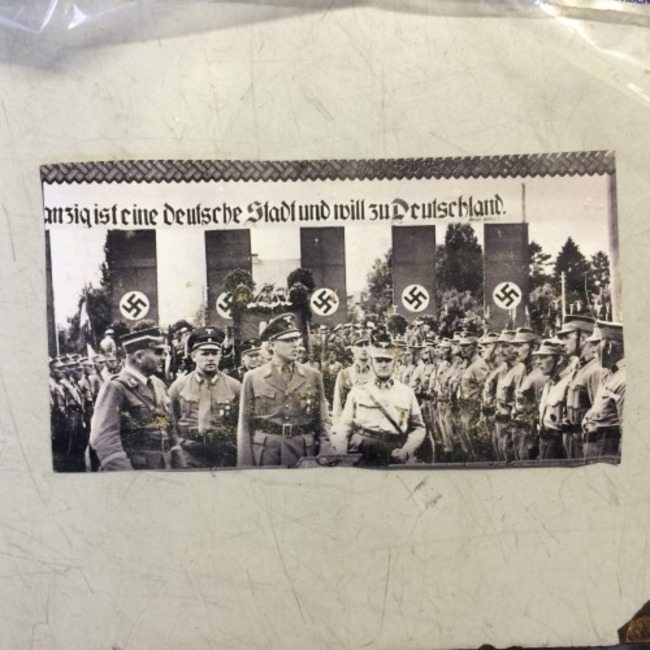 anzig ist eine deutsche Stadt und will zu Deutschland.